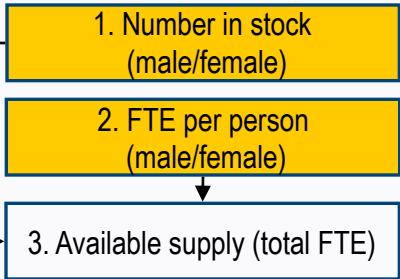 1. Number in stock
(male/female)
2. FTE per person
(male/female)
3. Available supply (total FTE)